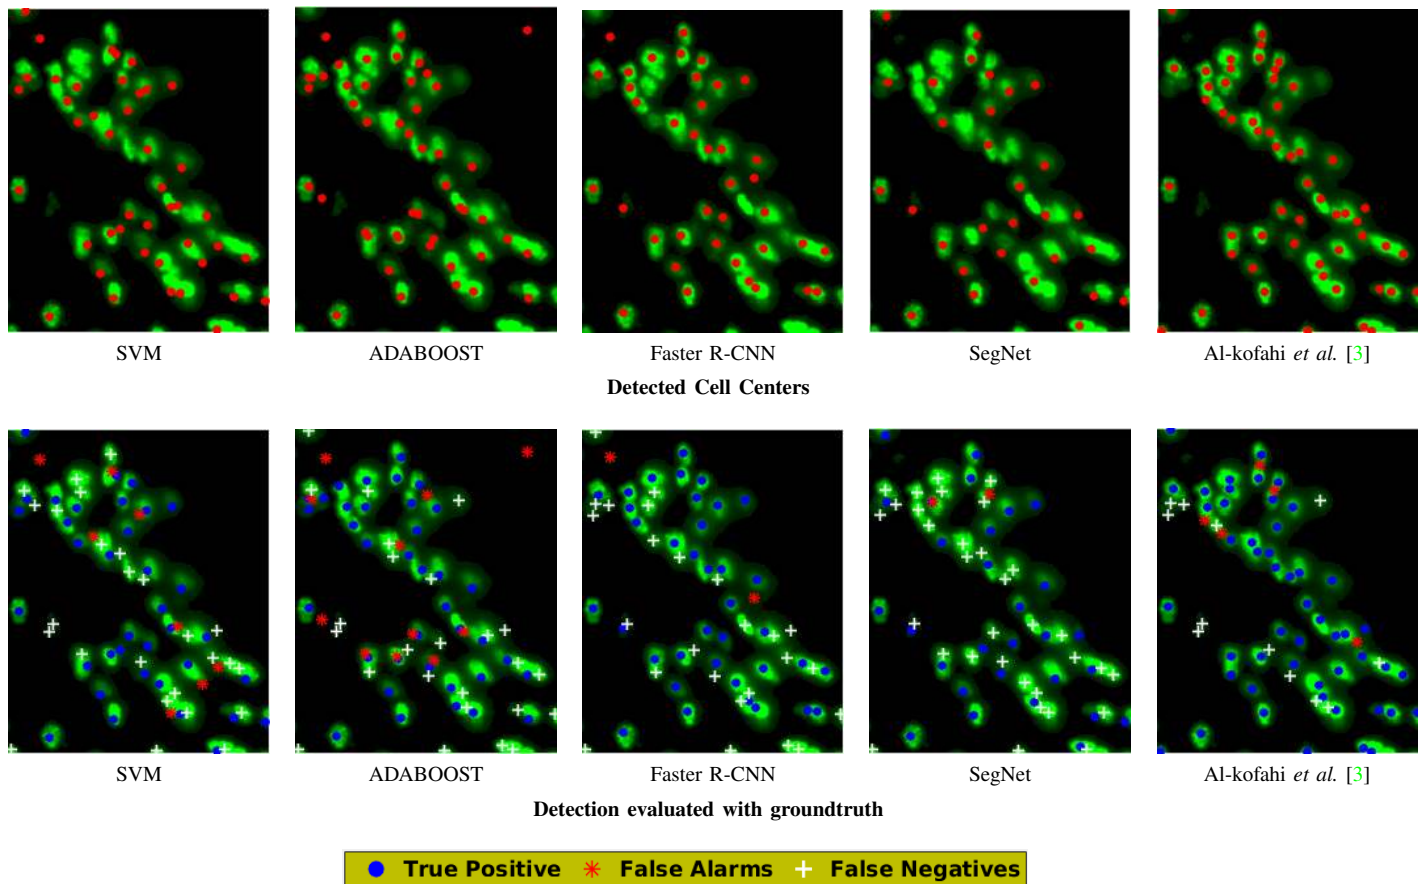 SVM
ADABOOST
Faster R-CNN
SegNet
Al-kofahi et al. [3]
Detected Cell Centers
SVM
ADABOOST
Faster R-CNN
SegNet
Al-kofahi et al. [3]
Detection evaluated with groundtruth
True Positive
False Alarms
False Negatives